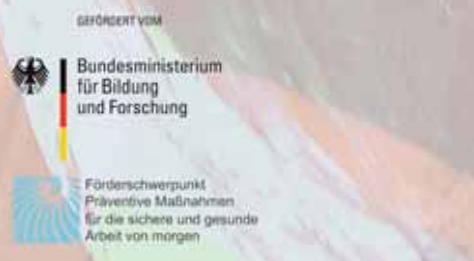 GEFÖRDERT VOM
Bundesministerium
für Bildung
und Forschung
Förderschwerpunkt
Präventive Maßnahmen
für die sichere und gesunde
Arbeit von morgen